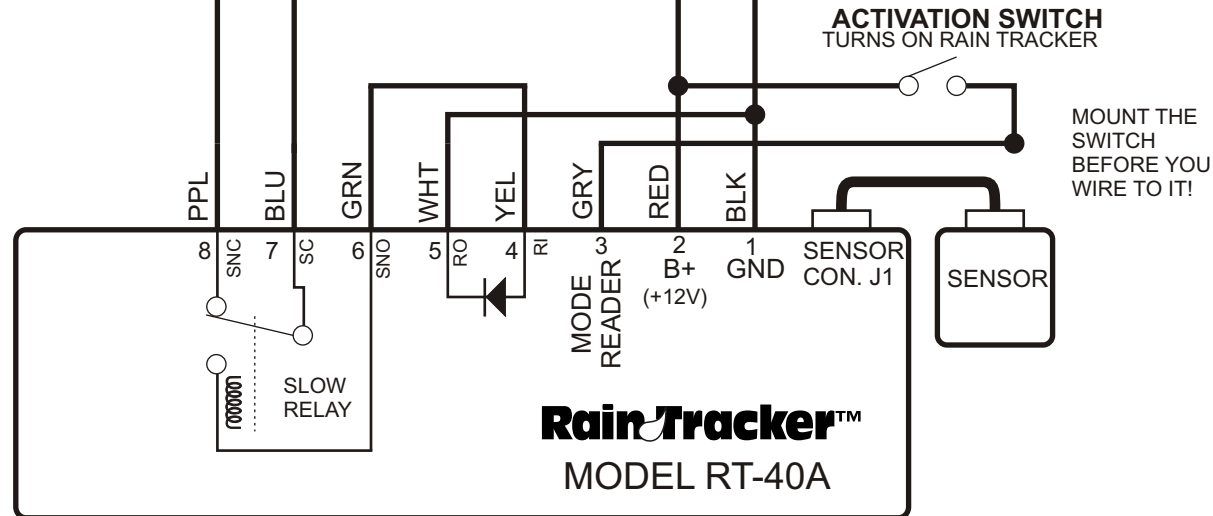 ACTIVATION SWITCH
TURNS ON RAIN TRACKER
MOUNT THE
SWITCH
BEFORE YOU
WIRE TO IT!
PPL
BLU
GRN
WHT
YEL
GRY
RED
BLK
8
SNC
7
SC
6
SNO
5
RO
4
RI
3
MODE
READER
2
B+
(+12V)
1
GND
SENSOR
CON. J1
SENSOR
SLOW
RELAY
Rain Tracker™
MODEL RT-40A